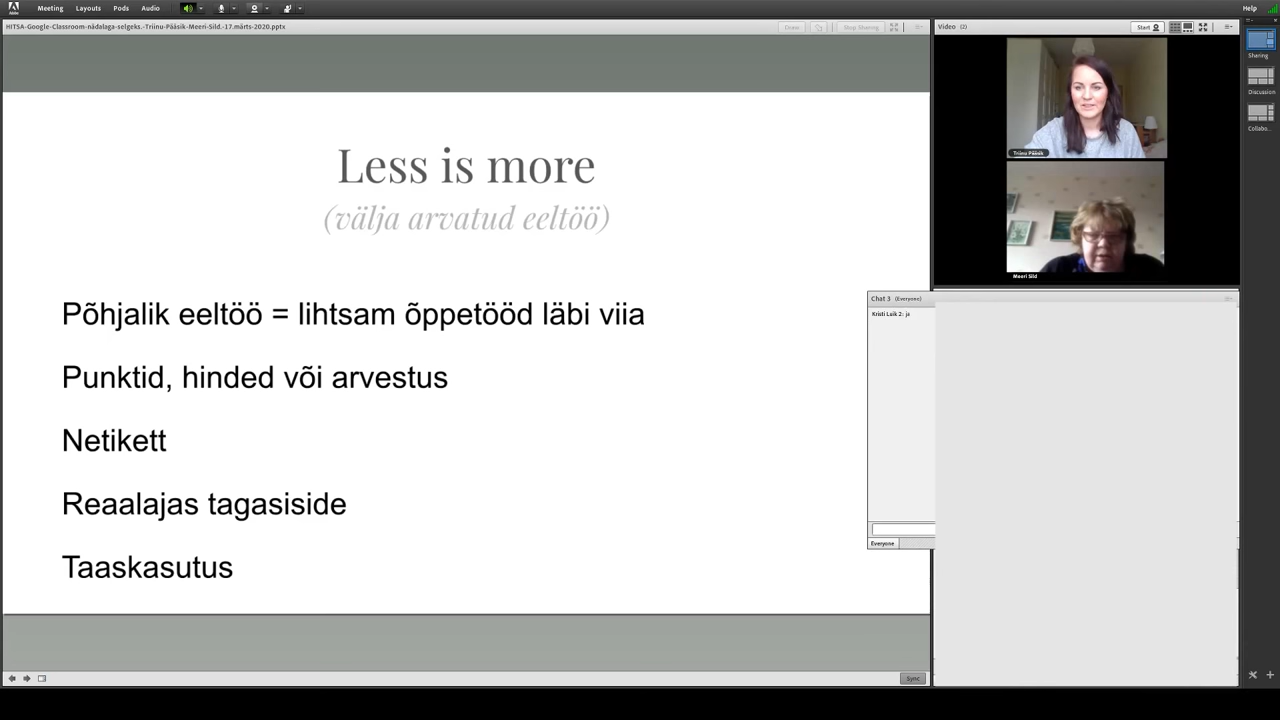 Meeting Layouts Pods Audio Help
HITSA-Google-Classroom-nädalaga-selgeks.-Triinu-Pääsik-Meeri-Sild.-17.märts-2020.pptx
Draw
Stop Sharing
Video (2)
Start
Sharing
Discussion
Collabo...
Less is more
(välja arvatud eeltöö)
Põhjalik eeltöö = lihtsam õppetööd läbi viia
Punktid, hinded või arvestus
Netikett
Reaalajas tagasiside
Taaskasutus
Triinu Pääsik
Meeri Sild
Chat 3 (Everyone)
Kristi Laik 2: ja
Everyone
Sync